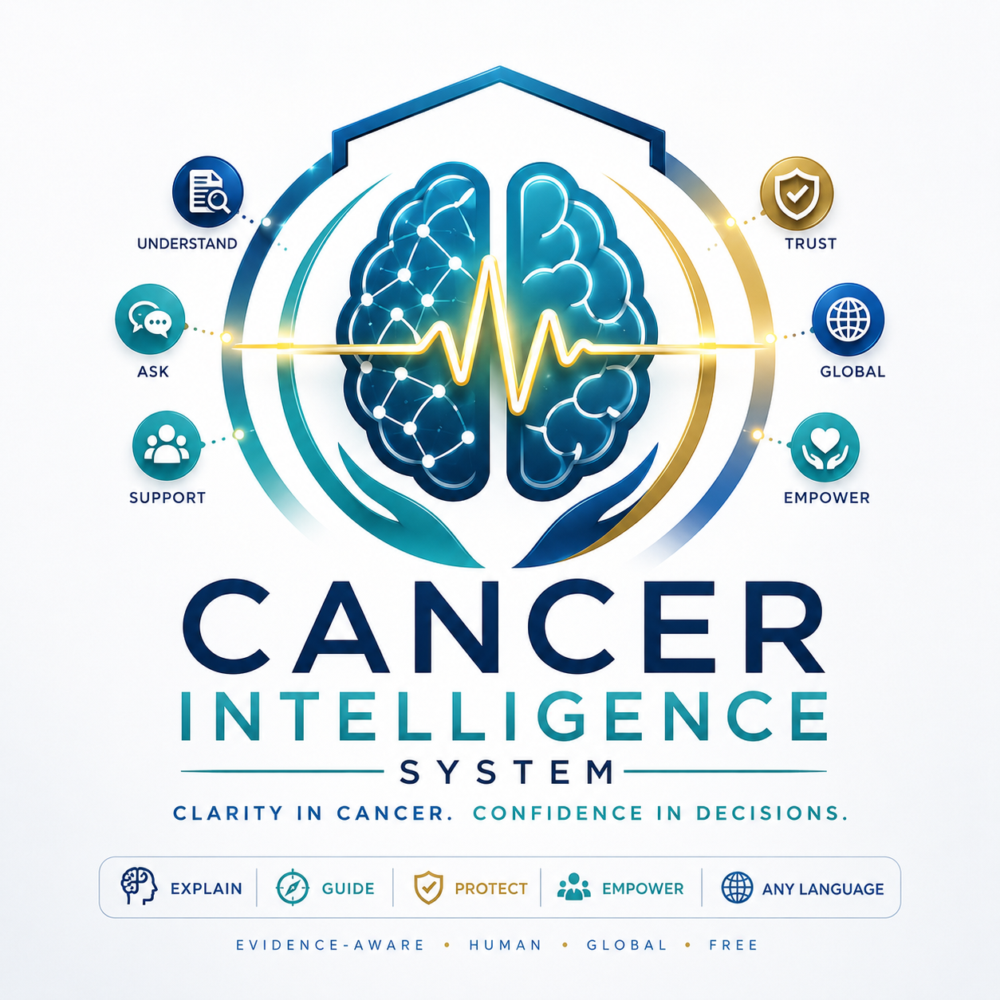 UNDERSTAND
TRUST
ASK
GLOBAL
SUPPORT
EMPOWER
CANCER
INTELLIGENCE
SYSTEM
CLARITY IN CANCER. CONFIDENCE IN DECISIONS.
EXPLAIN GUIDE PROTECT EMPOWER ANY LANGUAGE
EVIDENCE-AWARE • HUMAN • GLOBAL • FREE